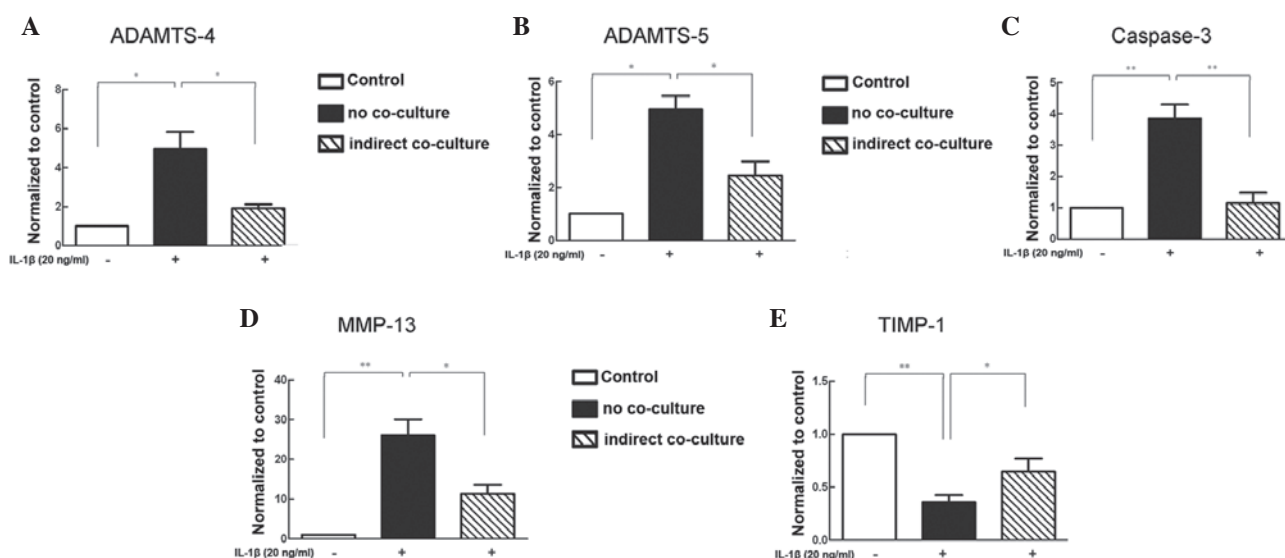 A
ADAMTS-4
Normalized to control
8
6
4
2
0
* *
IL-1β (20 ng/ml) - + +
Control
no co-culture
indirect co-culture
B
ADAMTS-5
Normalized to control
6
4
2
0
* *
IL-1β (20 ng/ml) - + +
Control
no co-culture
indirect co-culture
C
Caspase-3
Normalized to control
5
4
3
2
1
0
** **
IL-1β (20 ng/ml) - + +
D
MMP-13
Normalized to control
40
30
20
10
0
** *
IL-1β (20 ng/ml) - + +
Control
no co-culture
indirect co-culture
E
TIMP-1
Normalized to control
1.5
1.0
0.5
0.0
** *
IL-1β (20 ng/ml) - + +